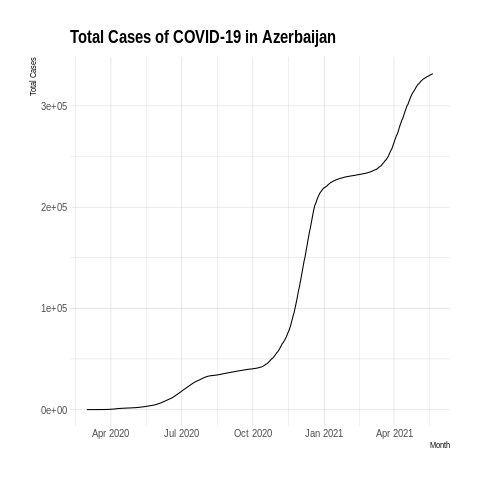 Total Cases of COVID-19 in Azerbaijan
Total Cases
3e+05
2e+05
1e+05
0e+00
Apr 2020 Jul 2020 Oct 2020 Jan 2021 Apr 2021
Month